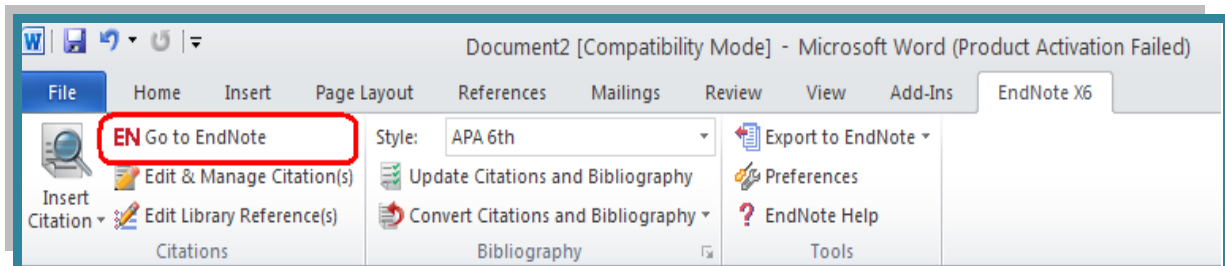 W
Document2 [Compatibility Mode] - Microsoft Word (Product Activation Failed)
File Home Insert Page Layout References Mailings Review View Add-Ins EndNote X6
Insert Citation
EN Go to EndNote
Edit & Manage Citation(s)
Edit Library Reference(s)
Citations
Style: APA 6th
Update Citations and Bibliography
Convert Citations and Bibliography
Bibliography
Export to EndNote
Preferences
? EndNote Help
Tools